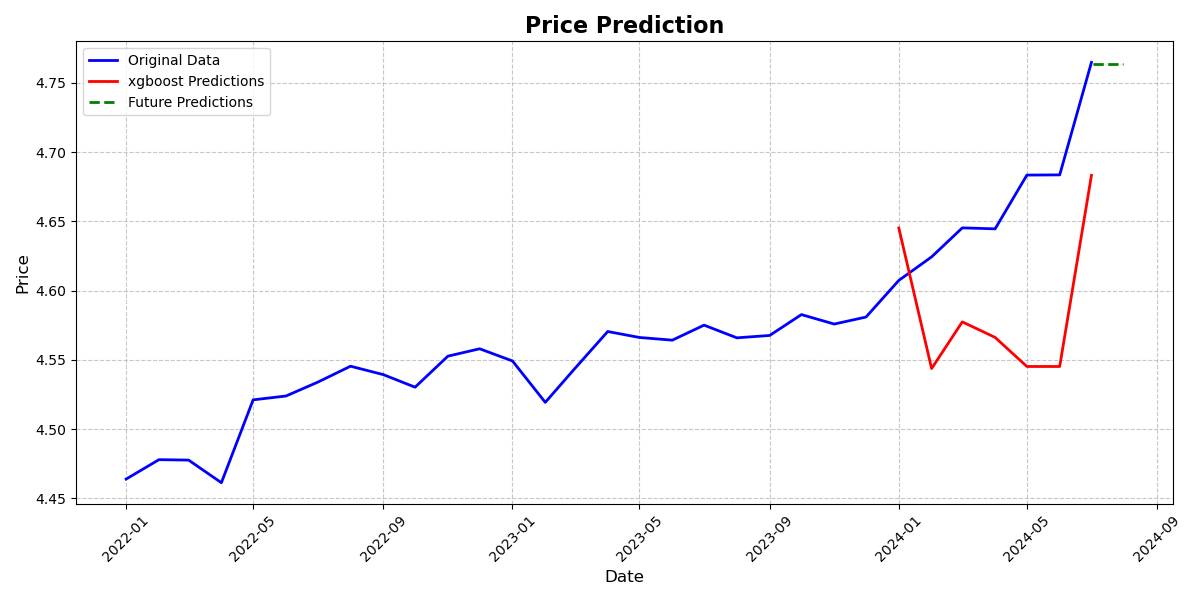 Price Prediction
Original Data
xgboost Predictions
Future Predictions
4.75
4.70
4.65
4.60
4.55
4.50
4.45
Price
2022-01
2022-05
2022-09
2023-01
2023-05
2023-09
2024-01
2024-05
2024-09
Date